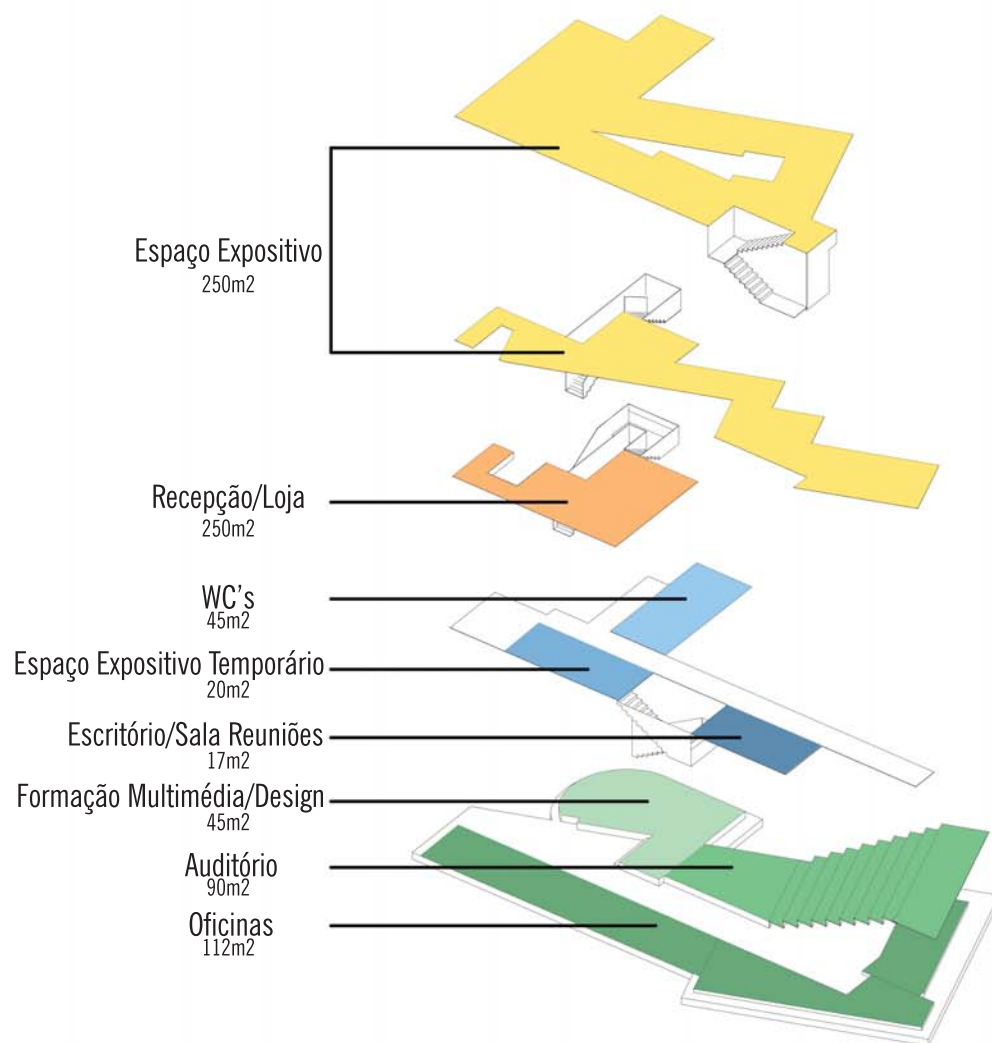 Espaço Expositivo
250m2
Recepção/Loja
250m2
WC's
45m2
Espaço Expositivo Temporário
20m2
Escritório/Sala Reuniões
17m2
Formação Multimédia/Design
45m2
Auditório
90m2
Oficinas
112m2